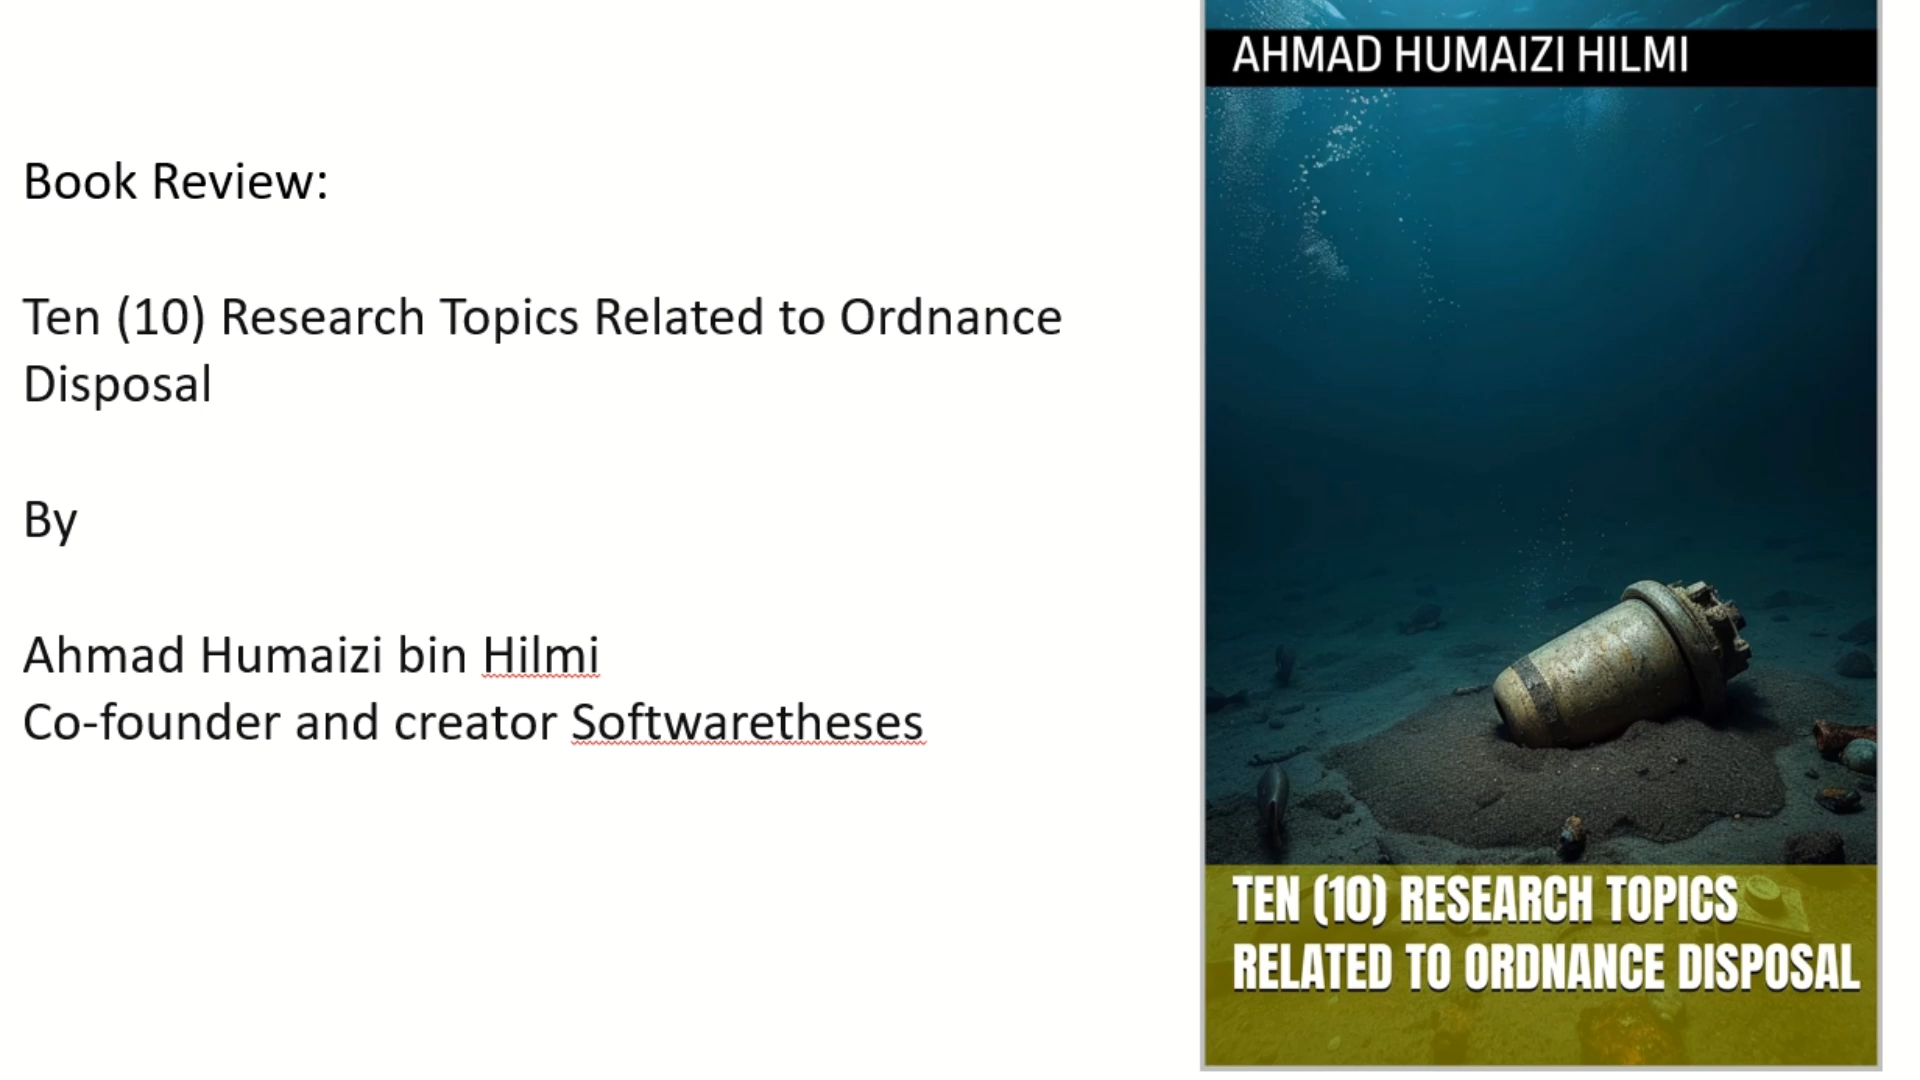 Book Review:
Ten (10) Research Topics Related to Ordnance
Disposal
By
Ahmad Humaizi bin Hilmi
Co-founder and creator Softwaretheses
AHMAD HUMAIZI HILMI
TEN (10) RESEARCH TOPICS
RELATED TO ORDNANCE DISPOSAL